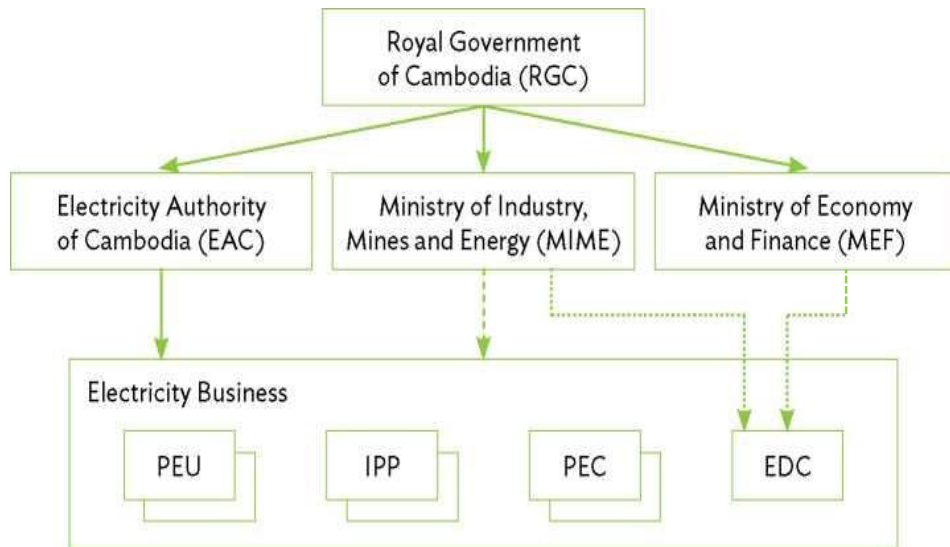 Royal Government
of Cambodia (RGC)
Electricity Authority
of Cambodia (EAC)
Ministry of Industry,
Mines and Energy (MIME)
Ministry of Economy
and Finance (MEF)
Electricity Business
PEU
IPP
PEC
EDC